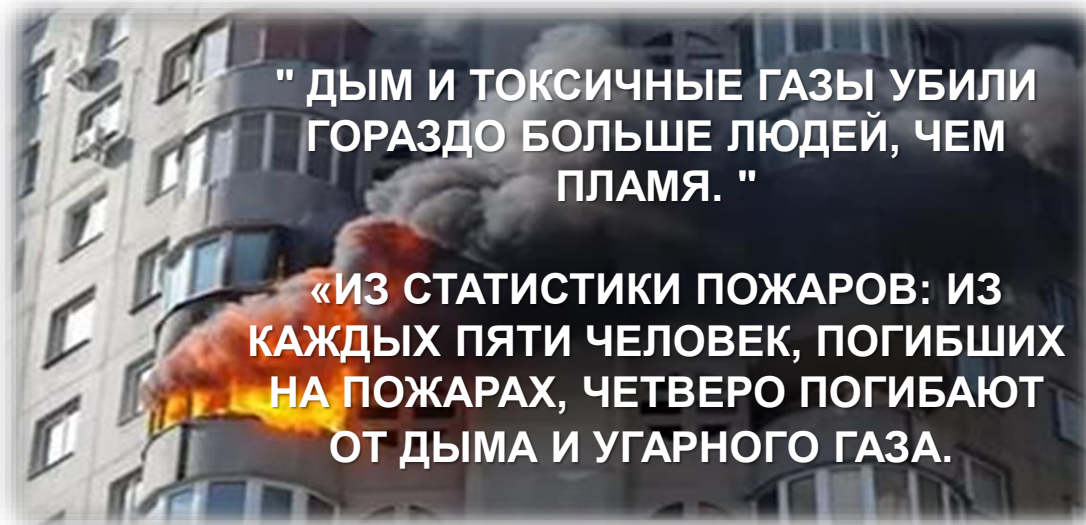 " ДЫМ И ТОКСИЧНЫЕ ГАЗЫ УБИЛИ
ГОРАЗДО БОЛЬШЕ ЛЮДЕЙ, ЧЕМ
ПЛАМЯ. "
«ИЗ СТАТИСТИКИ ПОЖАРОВ: ИЗ
КАЖДЫХ ПЯТИ ЧЕЛОВЕК, ПОГИБШИХ
НА ПОЖАРАХ, ЧЕТВЕРО ПОГИБАЮТ
ОТ ДЫМА И УГАРНОГО ГАЗА.